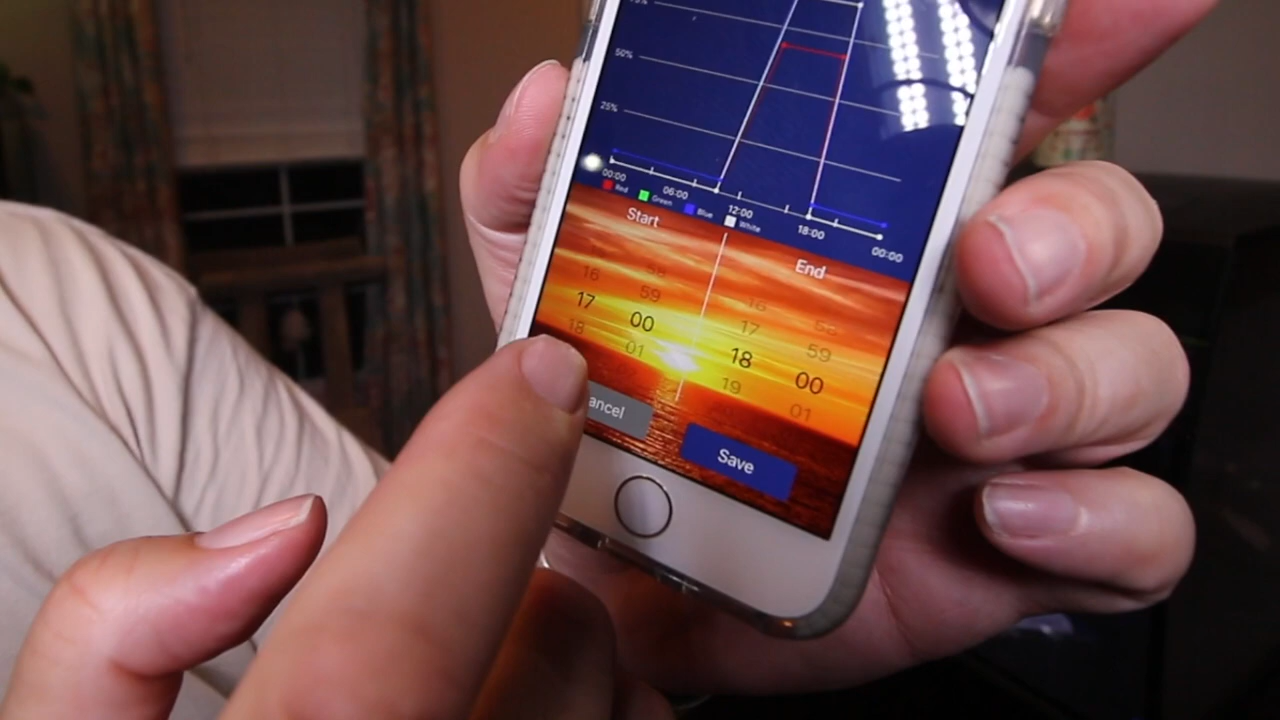 50%
25%
00:00
06:00
12:00
18:00
00:00
Red
Green
Blue
White
Start
End
16 58
17 59
18 00
01
16 58
17 59
18 00
19 01
ancel
Save